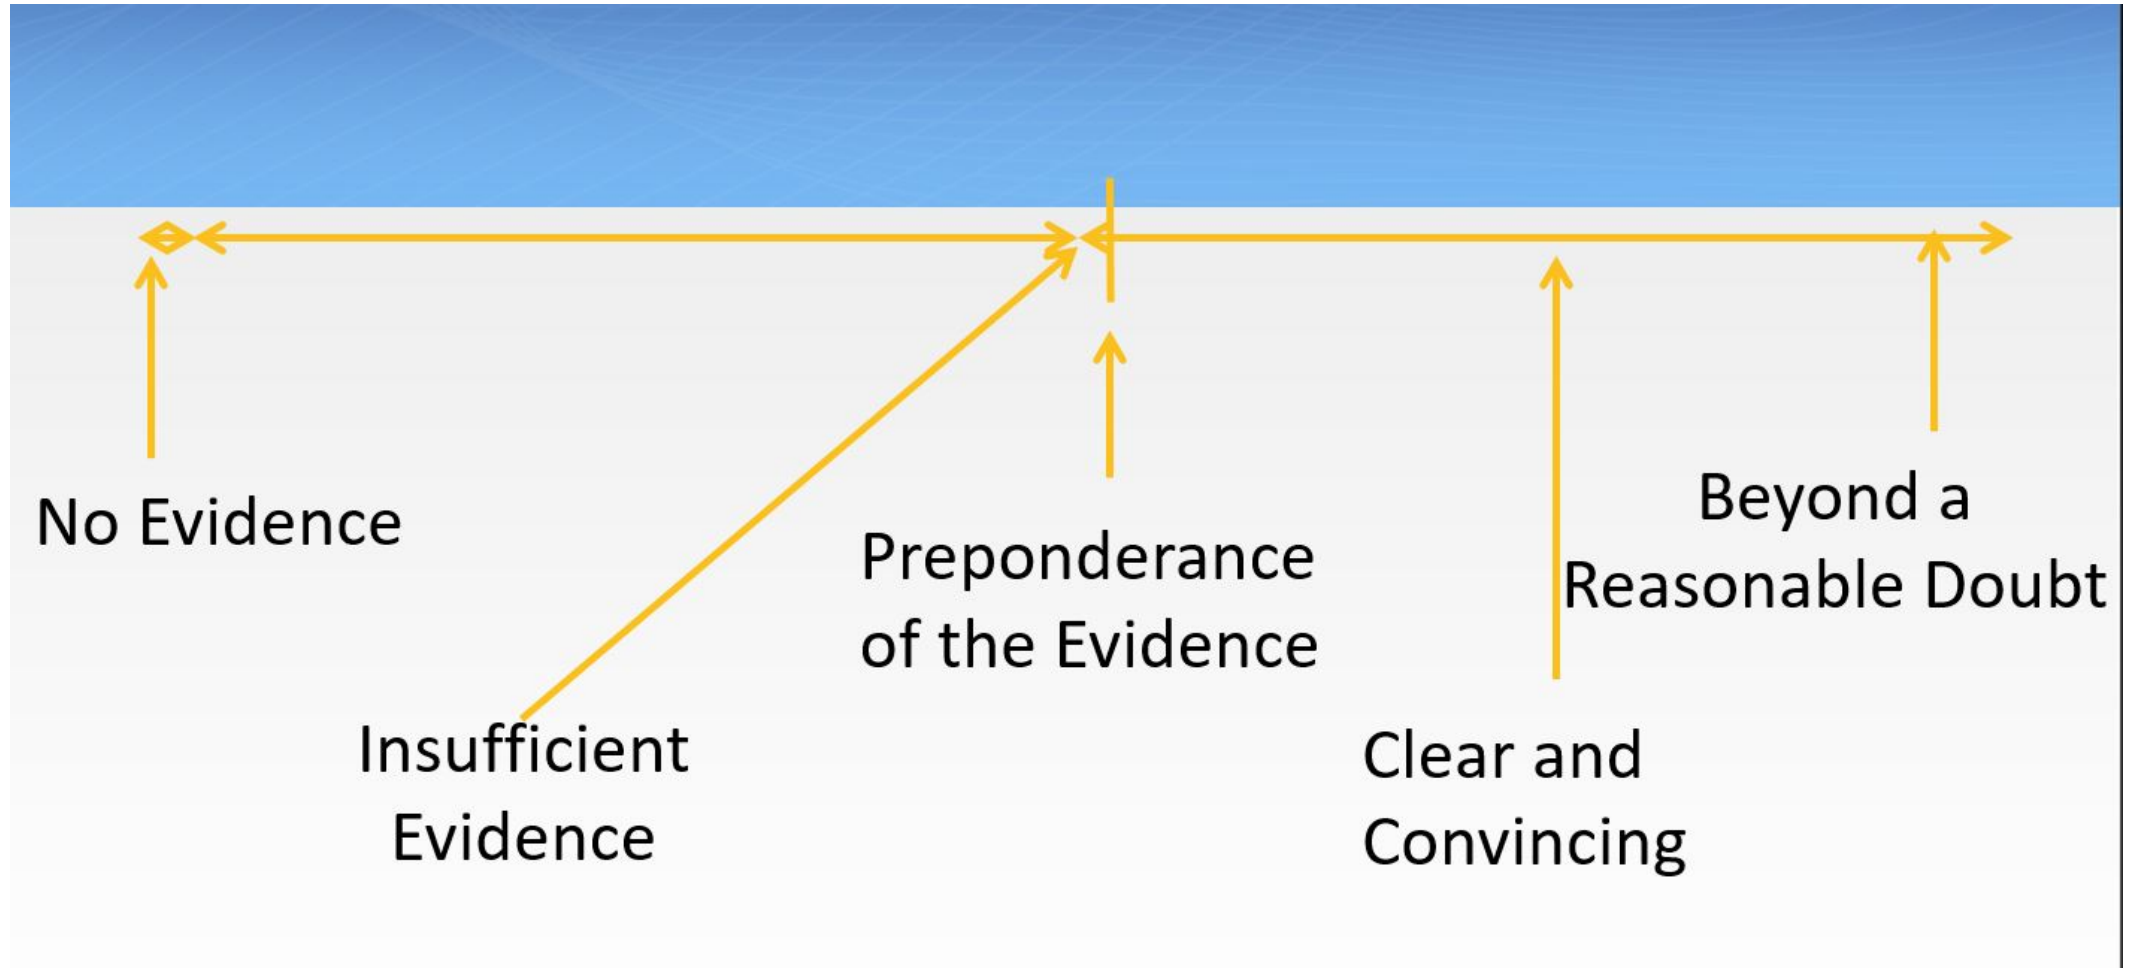 No Evidence
Insufficient
Evidence
Preponderance
of the Evidence
Clear and
Convincing
Beyond a
Reasonable Doubt